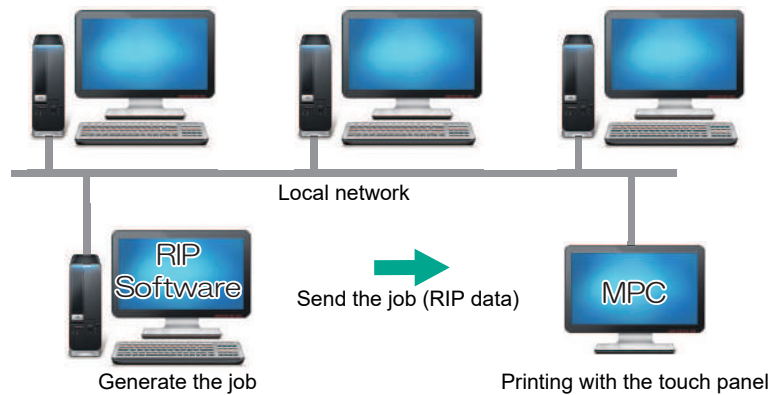 Local network
RIP
Software
Send the job (RIP data)
MPC
Generate the job
Printing with the touch panel